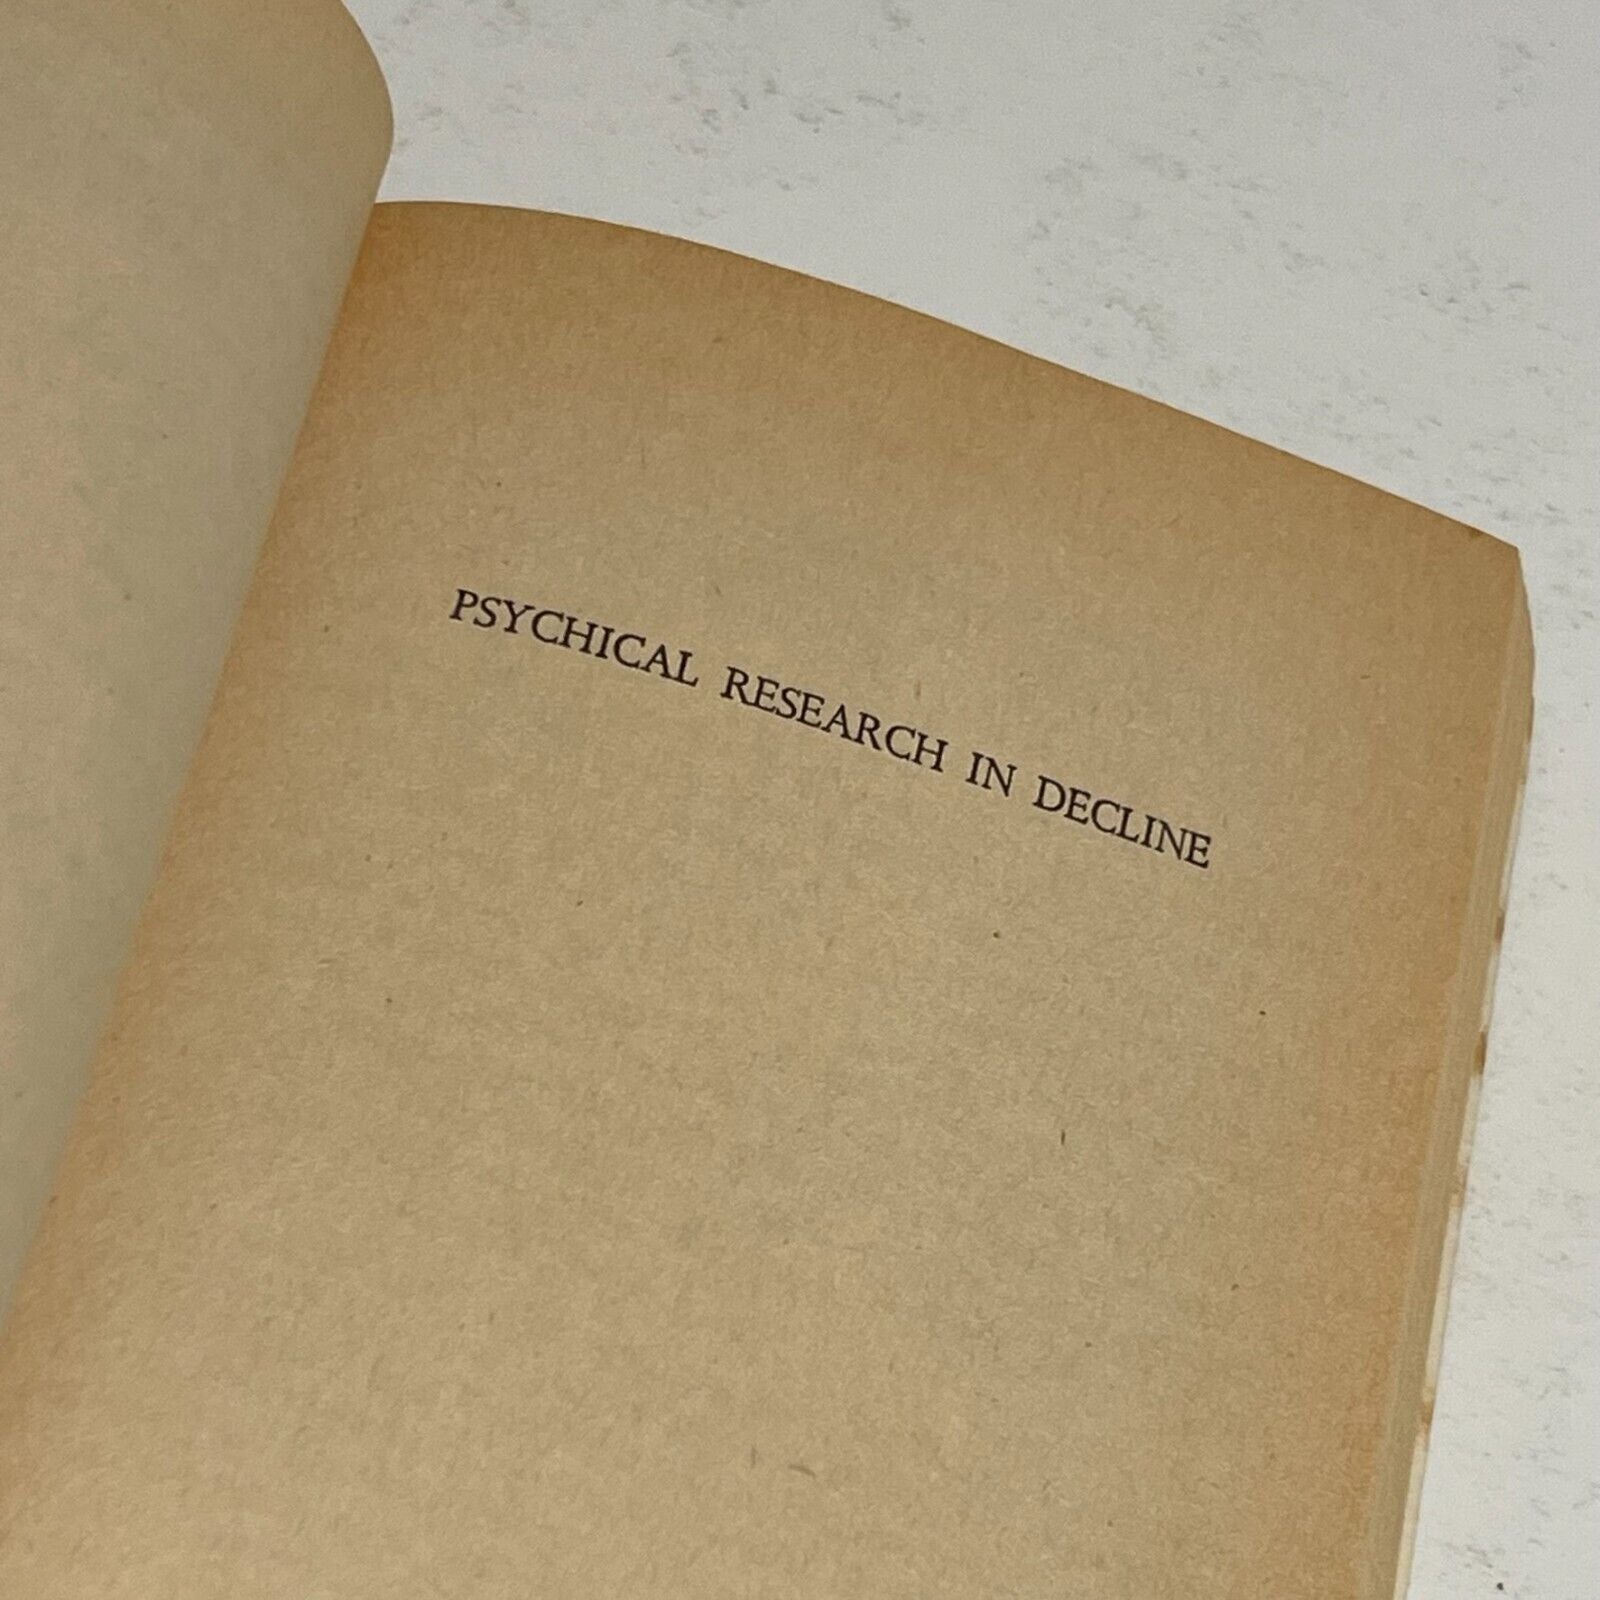 PSYCHICAL RESEARCH IN DECLINE